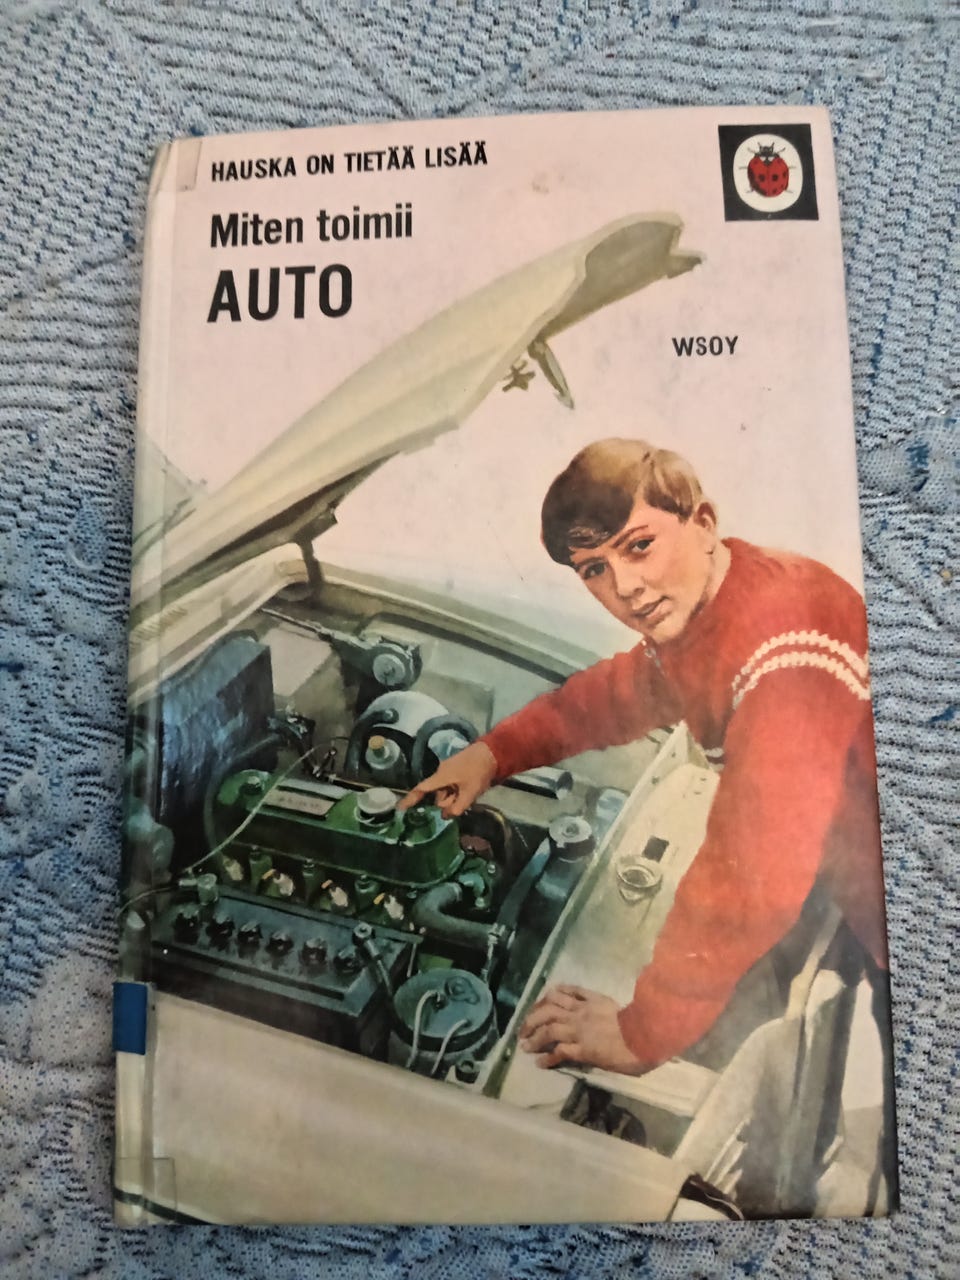 HAUSKA ON TIETÄÄ LISÄÄ
Miten toimii
AUTO
WSOY